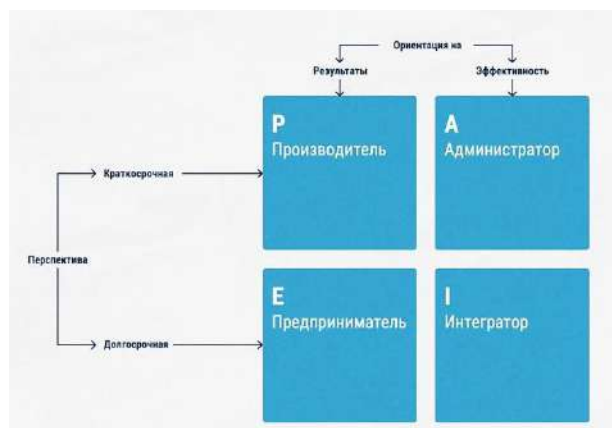 Ориентация на
Результаты
Эффективность
P
Производитель
A
Администратор
Краткосрочная
Перспектива
E
Предприниматель
I
Интегратор
Долгосрочная